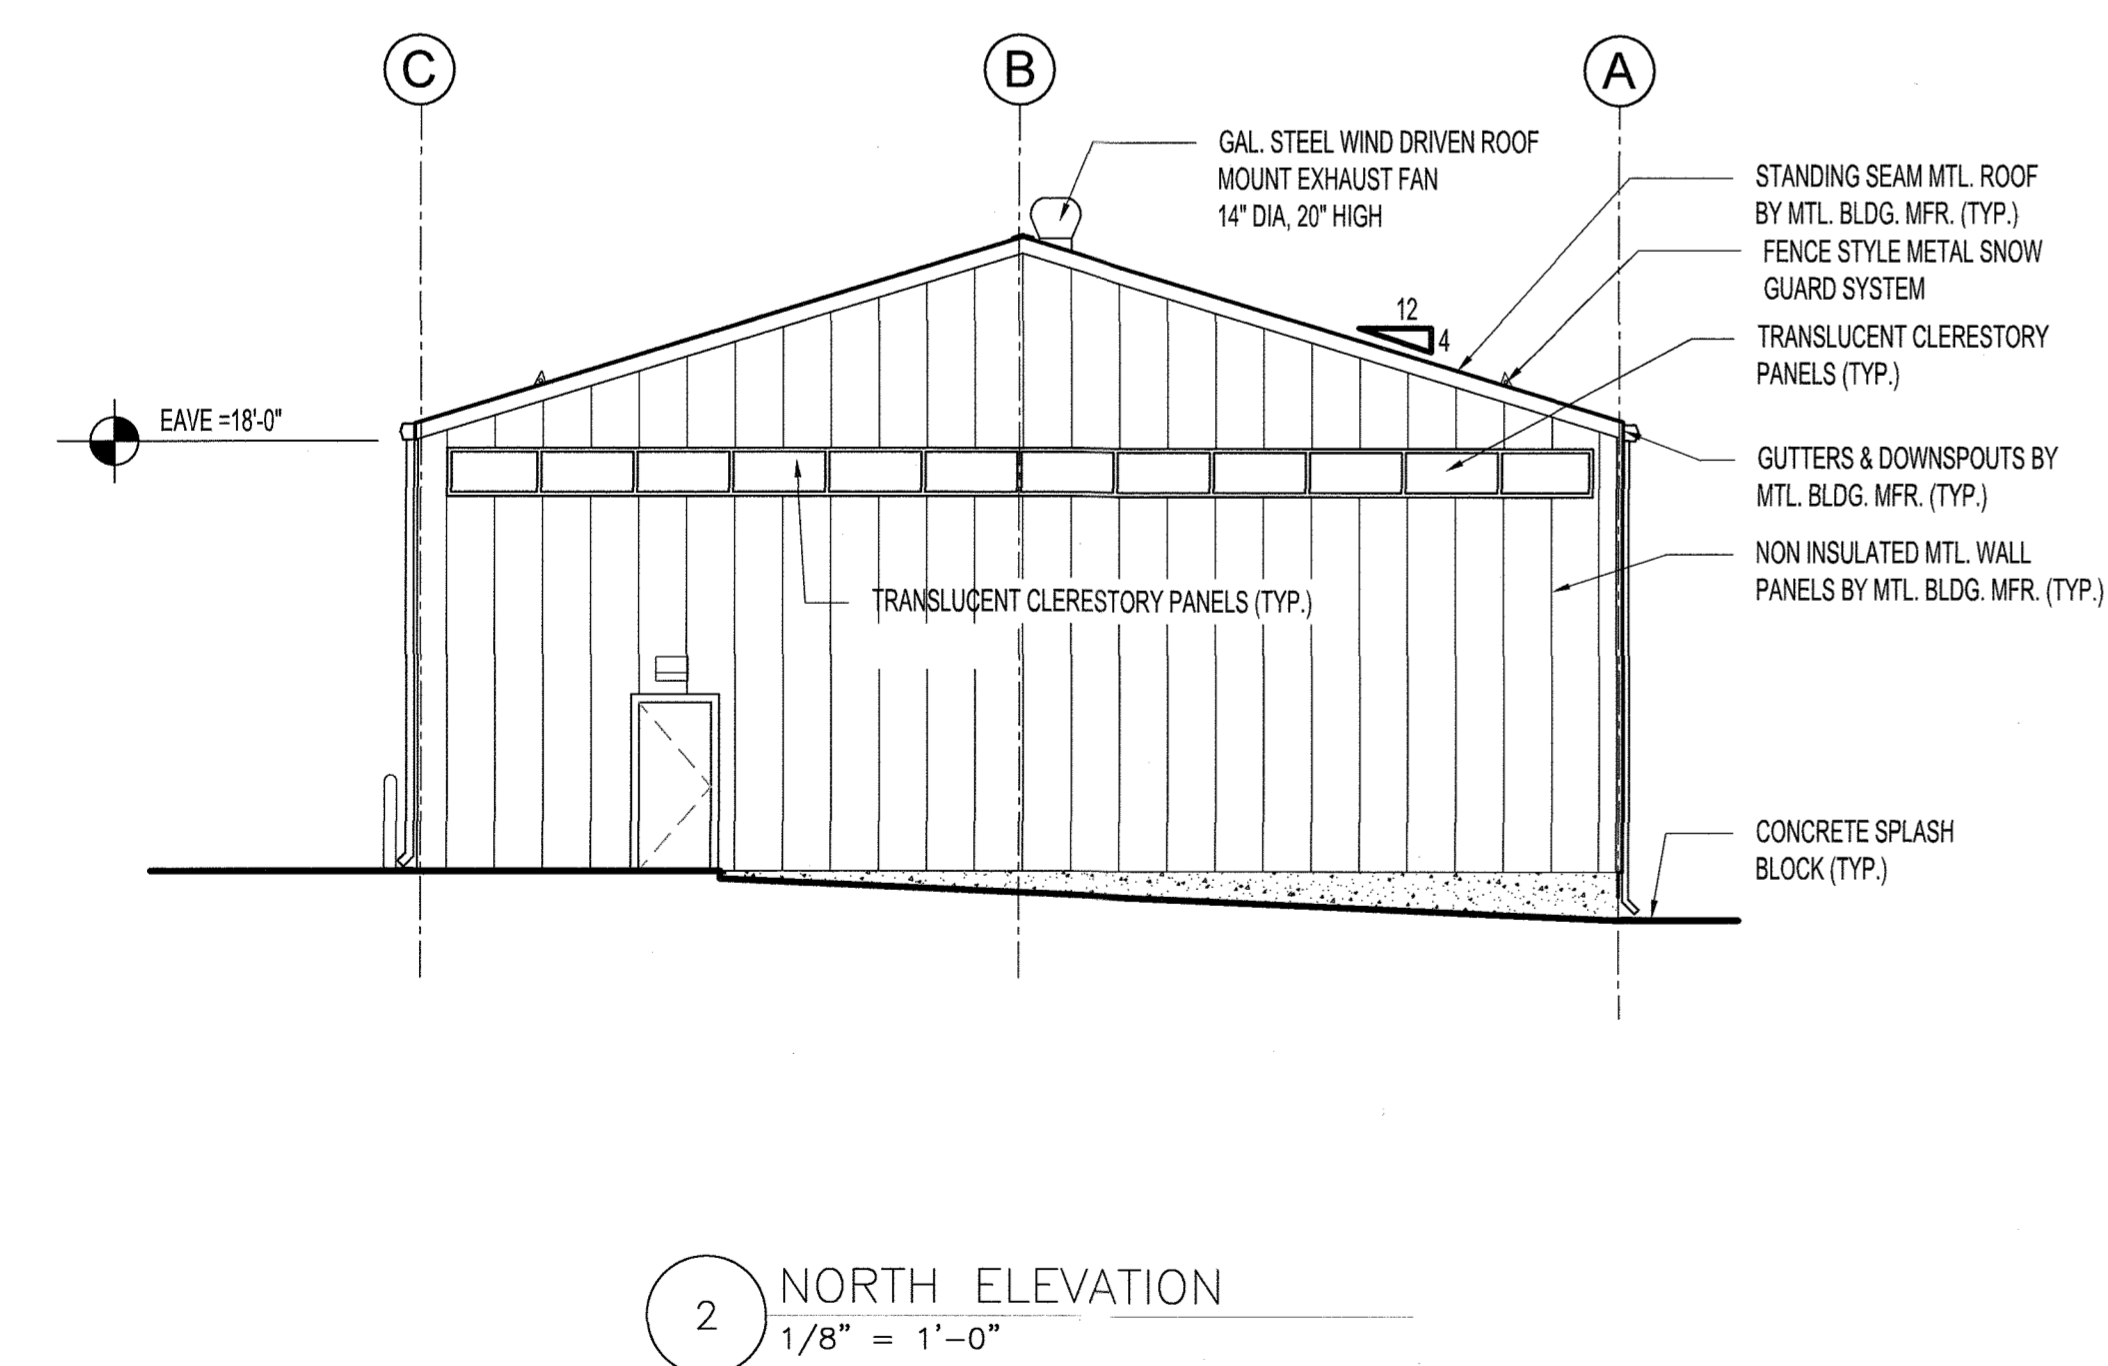 C
B
A
GAL. STEEL WIND DRIVEN ROOF
MOUNT EXHAUST FAN
14" DIA, 20" HIGH
STANDING SEAM MTL. ROOF
BY MTL. BLDG. MFR. (TYP.)
FENCE STYLE METAL SNOW
GUARD SYSTEM
12
4
TRANSLUCENT CLERESTORY
PANELS (TYP.)
EAVE =18'-0"
GUTTERS & DOWNSPOUTS BY
MTL. BLDG. MFR. (TYP.)
NON INSULATED MTL. WALL
PANELS BY MTL. BLDG. MFR. (TYP.)
TRANSLUCENT CLERESTORY PANELS (TYP.)
CONCRETE SPLASH
BLOCK (TYP.)
2
NORTH ELEVATION
1/8" = 1'-0"